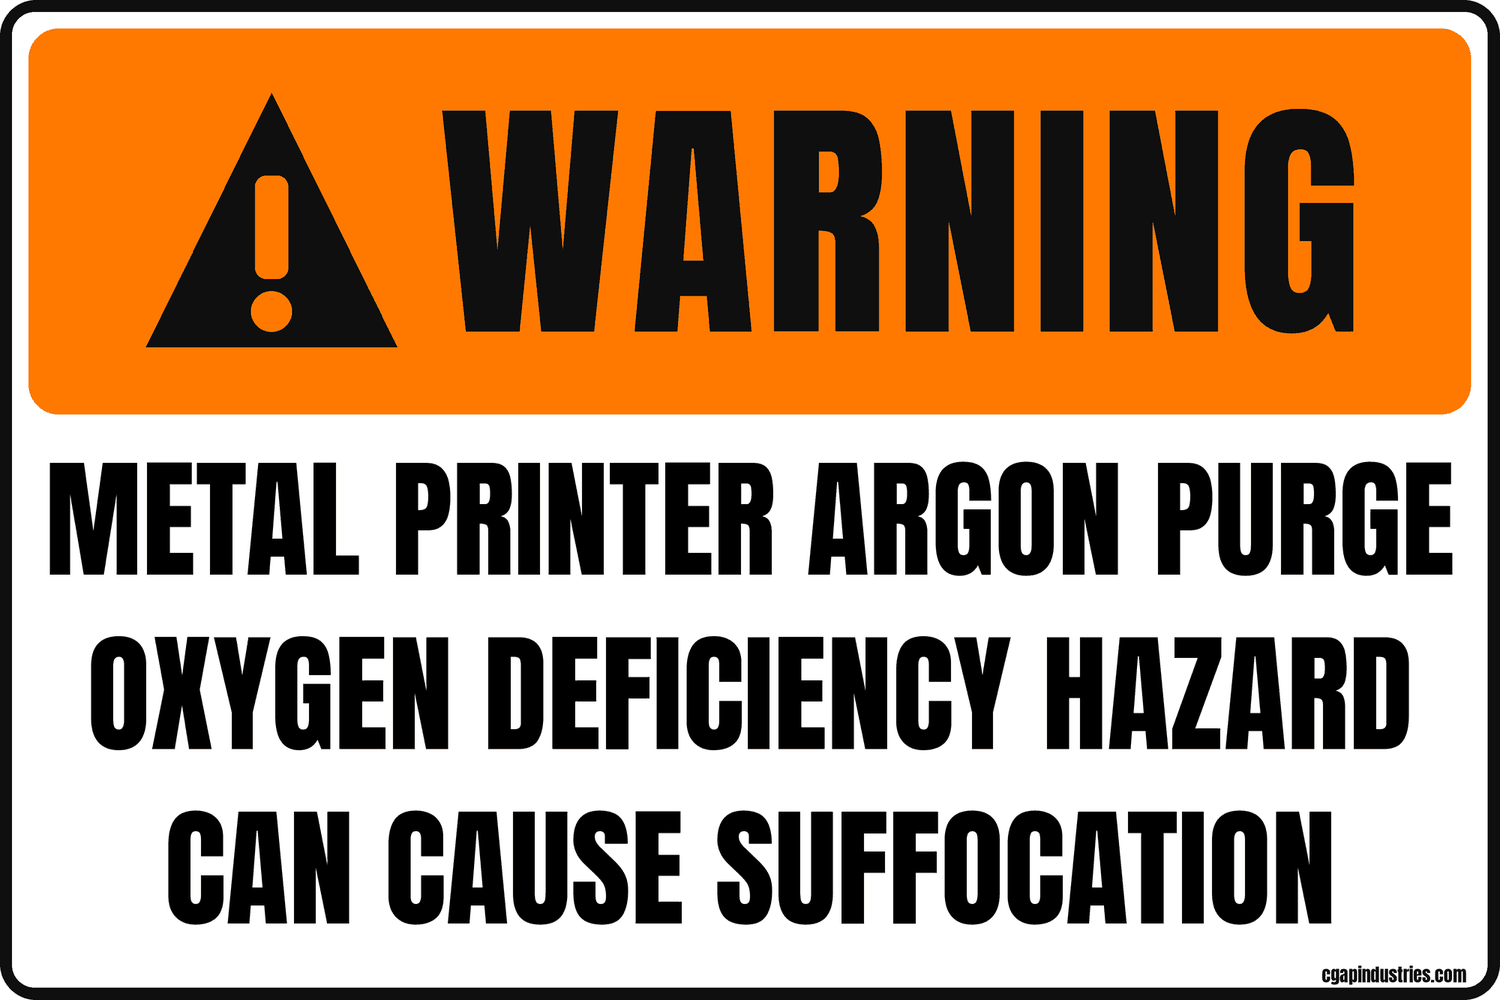 WARNING
METAL PRINTER ARGON PURGE
OXYGEN DEFICIENCY HAZARD
CAN CAUSE SUFFOCATION
cgapindustries.com